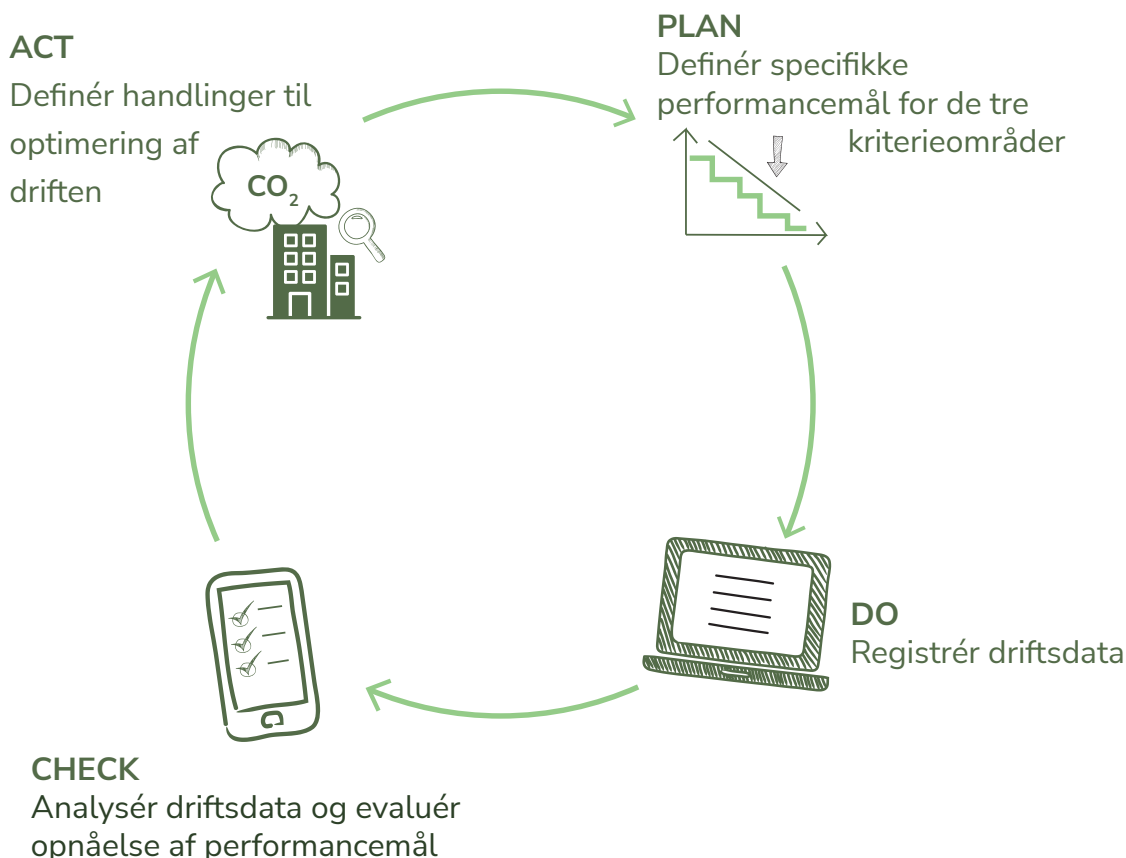 ACT
Definér handlinger til
optimering af
driften
CO₂
PLAN
Definér specifikke
performancemål for de tre
kriterieområder
DO
Registrér driftsdata
CHECK
Analysér driftsdata og evaluér
opnåelse af performancemål